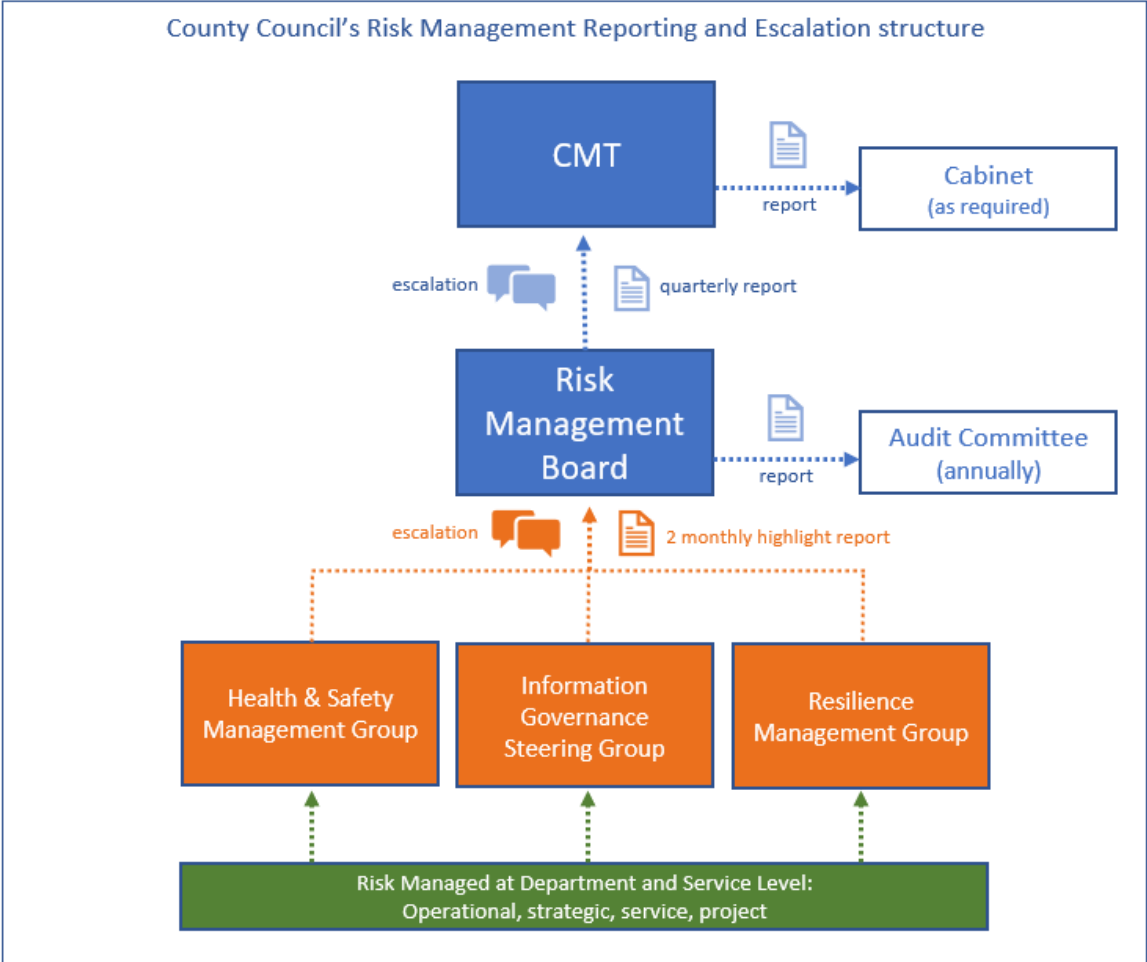 County Council's Risk Management Reporting and Escalation structure
CMT
report
Cabinet
(as required)
escalation
quarterly report
Risk
Management
Board
report
Audit Committee
(annually)
escalation
2 monthly highlight report
Health & Safety
Management Group
Information
Governance
Steering Group
Resilience
Management Group
Risk Managed at Department and Service Level:
Operational, strategic, service, project